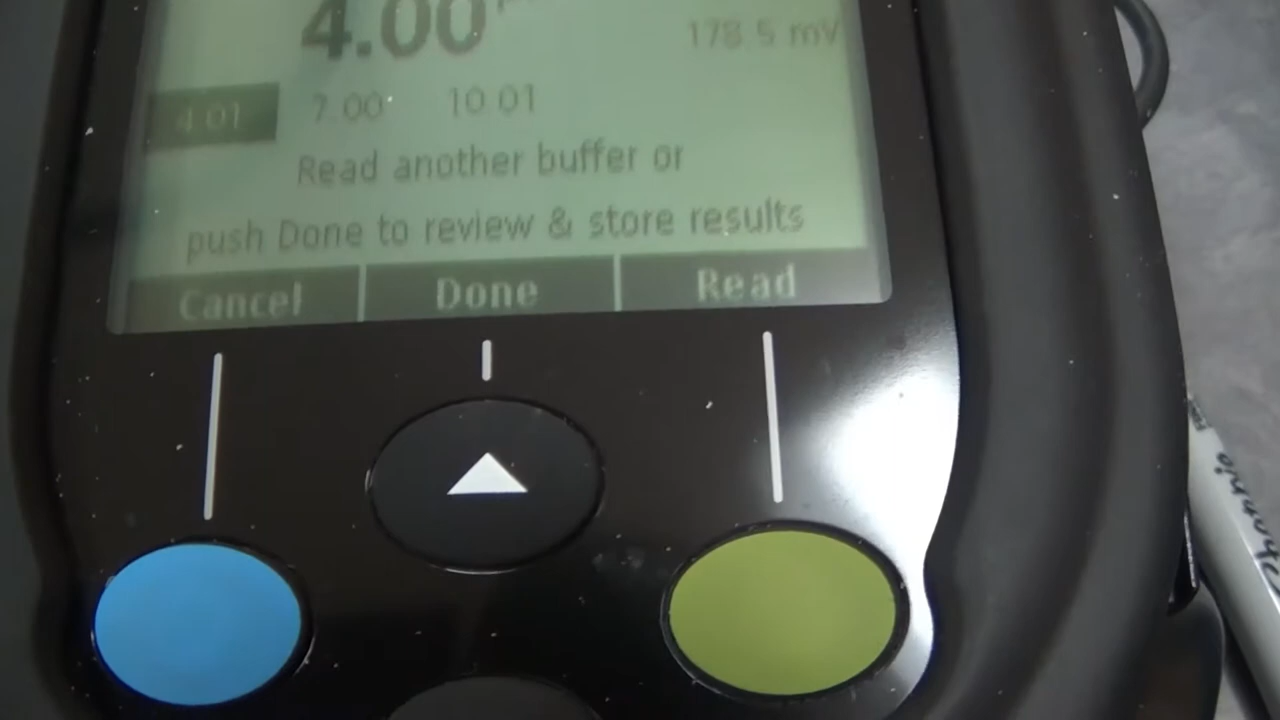 4.00
178.5 mV
4.01 7.00 10.01
Read another buffer or
push Done to review & store results
Cancel Done Read